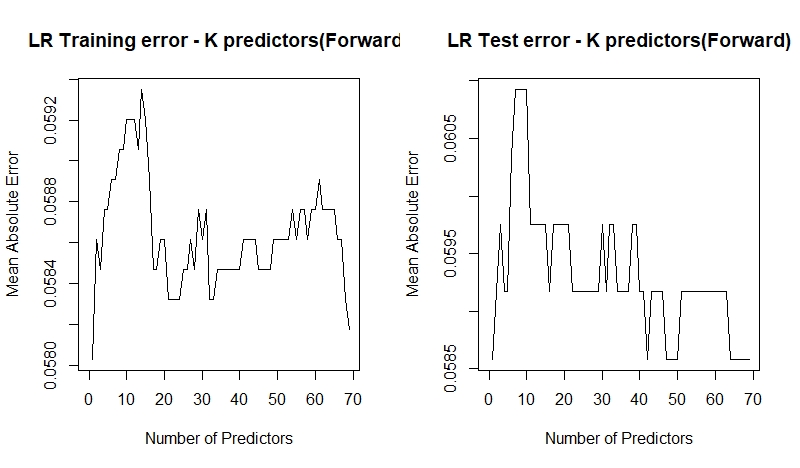 LR Training error - K predictors(Forward
Mean Absolute Error
0.0580 0.0584 0.0588 0.0592
0 10 20 30 40 50 60 70
Number of Predictors
LR Test error - K predictors(Forward)
Mean Absolute Error
0.0585 0.0595 0.0605
0 10 20 30 40 50 60 70
Number of Predictors